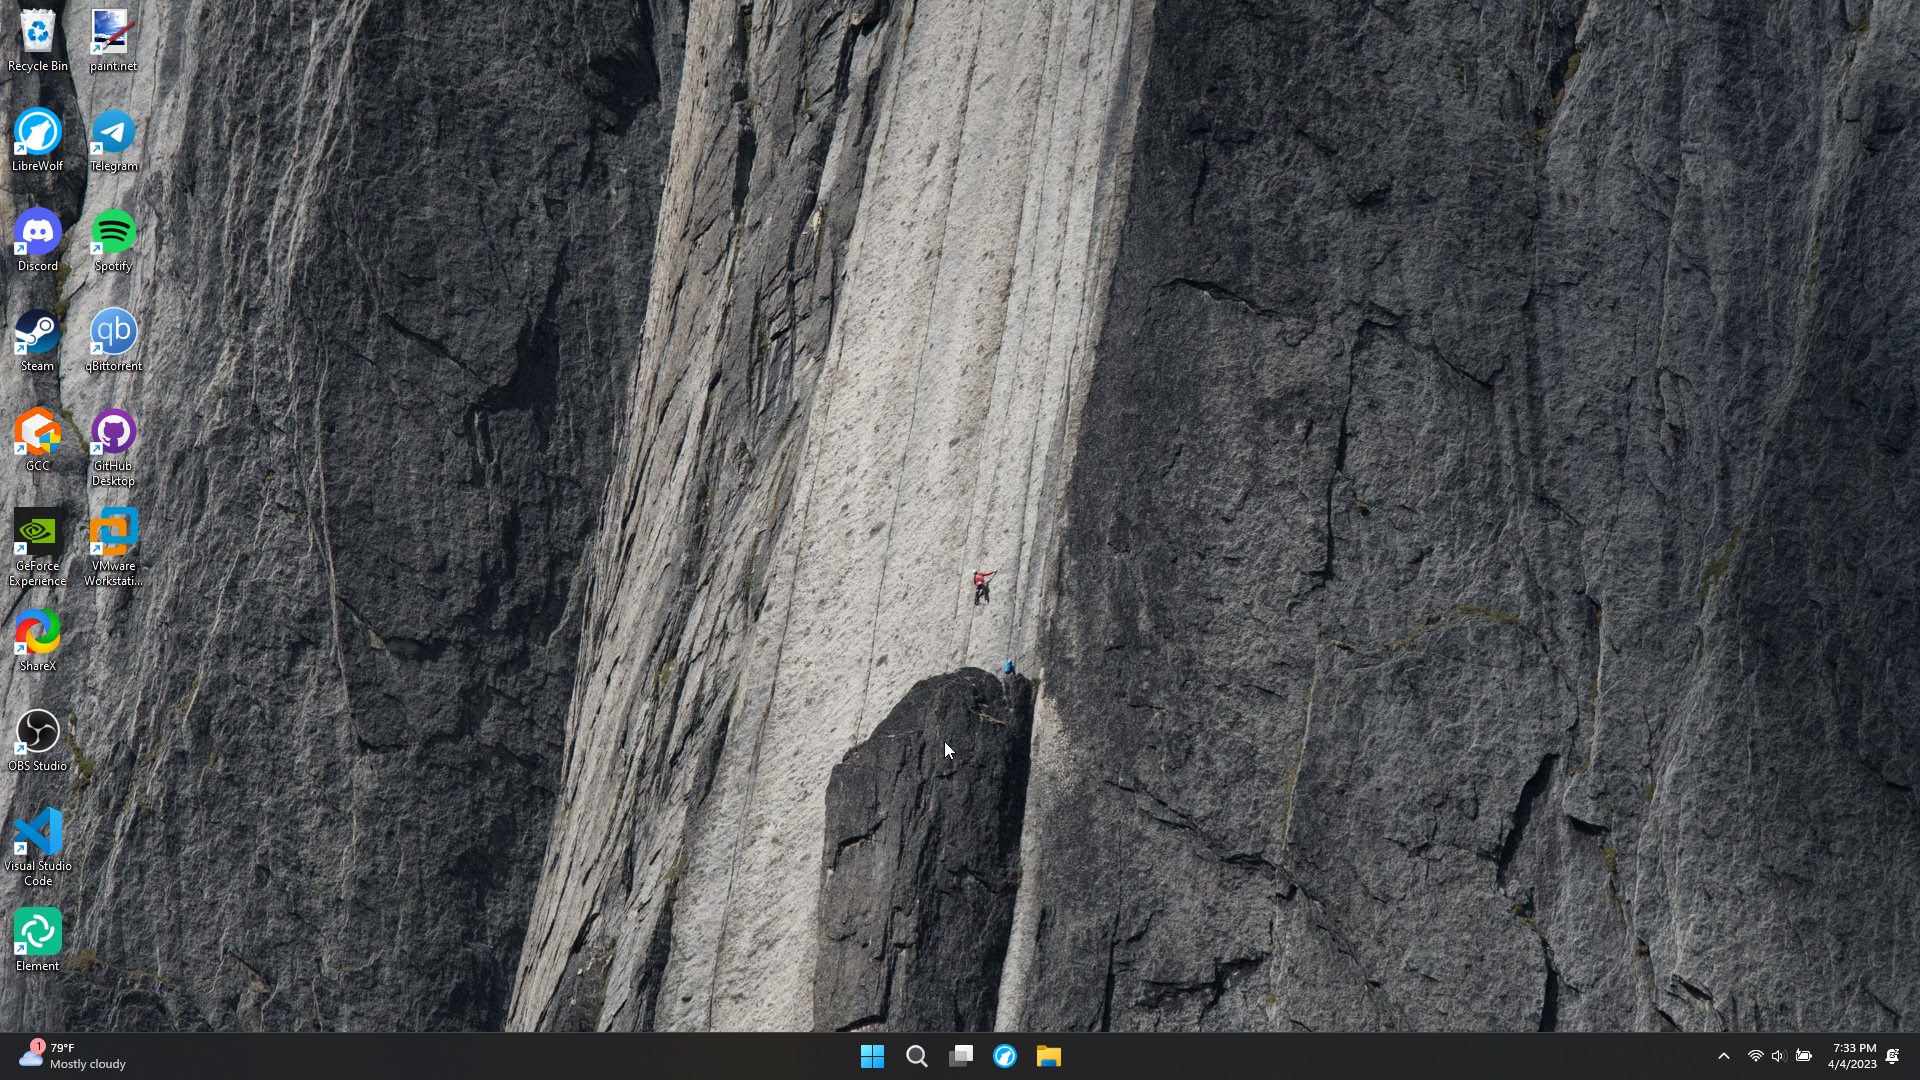 Recycle Bin
paint.net
LibreWolf
Telegram
Discord
Spotify
Steam
qBittorrent
GCC
GitHub
Desktop
GeForce
Experience
VMware
Workstati...
ShareX
OBS Studio
Visual Studio
Code
Element
qb
1
79°F
Mostly cloudy
7:33 PM
4/4/2023